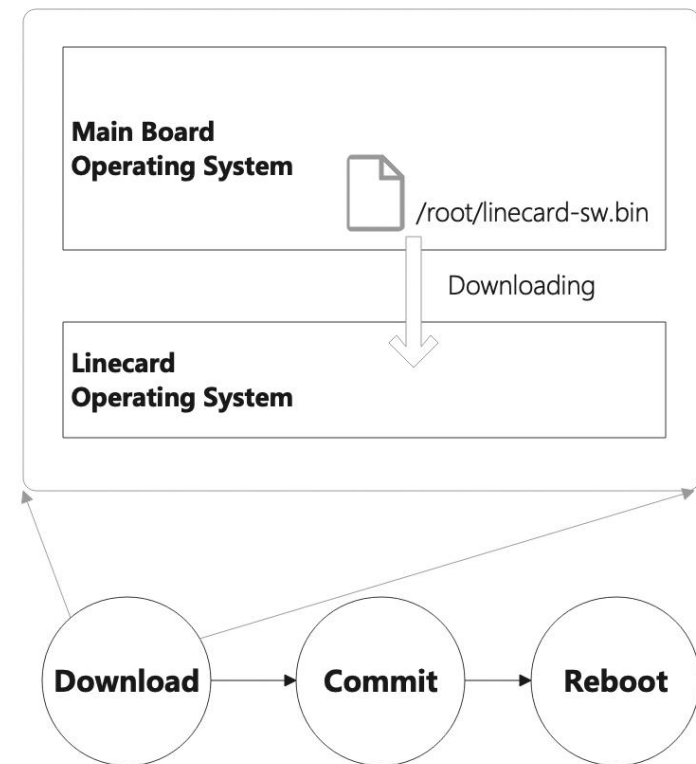 Main Board
Operating System
/root/linecard-sw.bin
Downloading
Linecard
Operating System
Download
Commit
Reboot